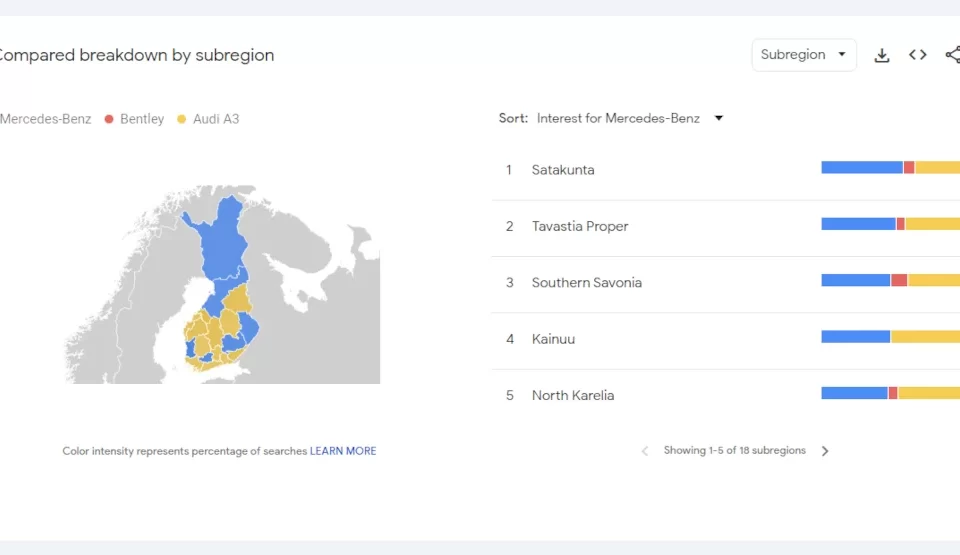 Compared breakdown by subregion
Subregion
Mercedes-Benz Bentley Audi A3
Sort: Interest for Mercedes-Benz
1 Satakunta
2 Tavastia Proper
3 Southern Savonia
4 Kainuu
5 North Karelia
Color intensity represents percentage of searches LEARN MORE
Showing 1-5 of 18 subregions